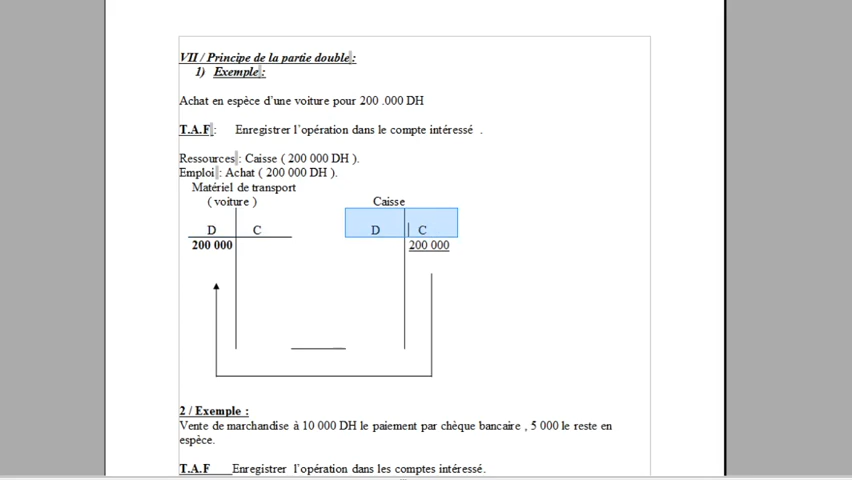 VII / Principe de la partie double :
1) Exemple :
Achat en espèce d’une voiture pour 200 .000 DH
T.A.F : Enregistrer l’opération dans le compte intéressé .
Ressources : Caisse ( 200 000 DH ).
Emploi : Achat ( 200 000 DH ).
Matériel de transport
( voiture ) Caisse
D C D C
200 000 200 000
2 / Exemple :
Vente de marchandise à 10 000 DH le paiement par chèque bancaire , 5 000 le reste en
espèce.
T.A.F Enregistrer l’opération dans les comptes intéressé.